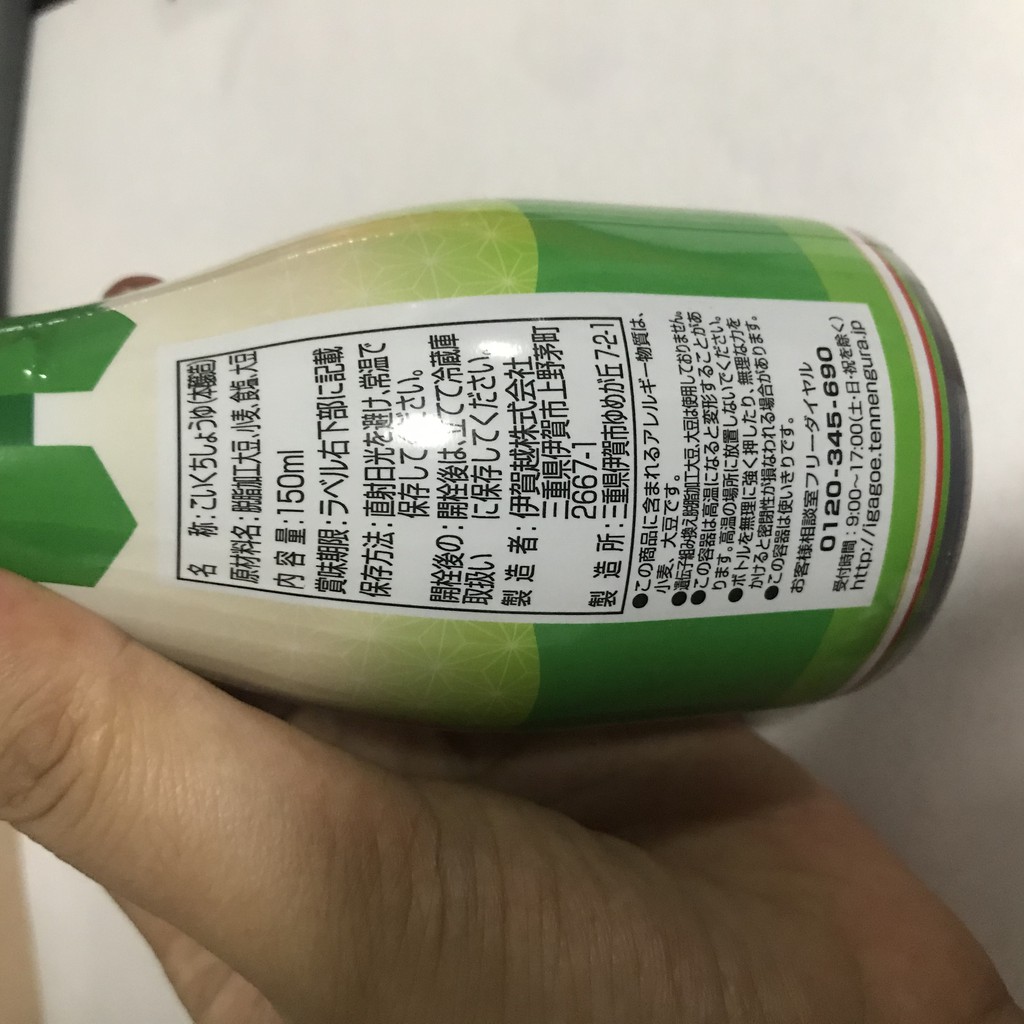 名　　称：こいくちしょうゆ(本醸造)
原材料名：脱脂加工大豆、小麦、食塩、大豆
内 容 量：150ml
賞味期限：ラベル右下部に記載
保存方法：直射日光を避け、常温で
保存してください。
開栓後の：開栓後は、立てて冷蔵庫
取扱い　に保存してください。
製 造 者：伊賀越株式会社
三重県伊賀市上野茅町
2667-1
製 造 所：三重県伊賀市ゆめが丘7-2-1
●この商品に含まれるアレルギー物質は、
小麦、大豆です。
●遺伝子組み換え脱脂加工大豆、大豆は使用しておりません。
●この容器は高温になると変形することがあ
ります。高温の場所に放置しないでください。
●ボトルを無理に強く押したり、無理な力を
かけると密閉性が損なわれる場合があります。
●この容器は使いきりです。
お客様相談室フリーダイヤル
0120-345-690
受付時間：9:00～17:00(土・日・祝を除く)
http://igagoe.tennengura.jp